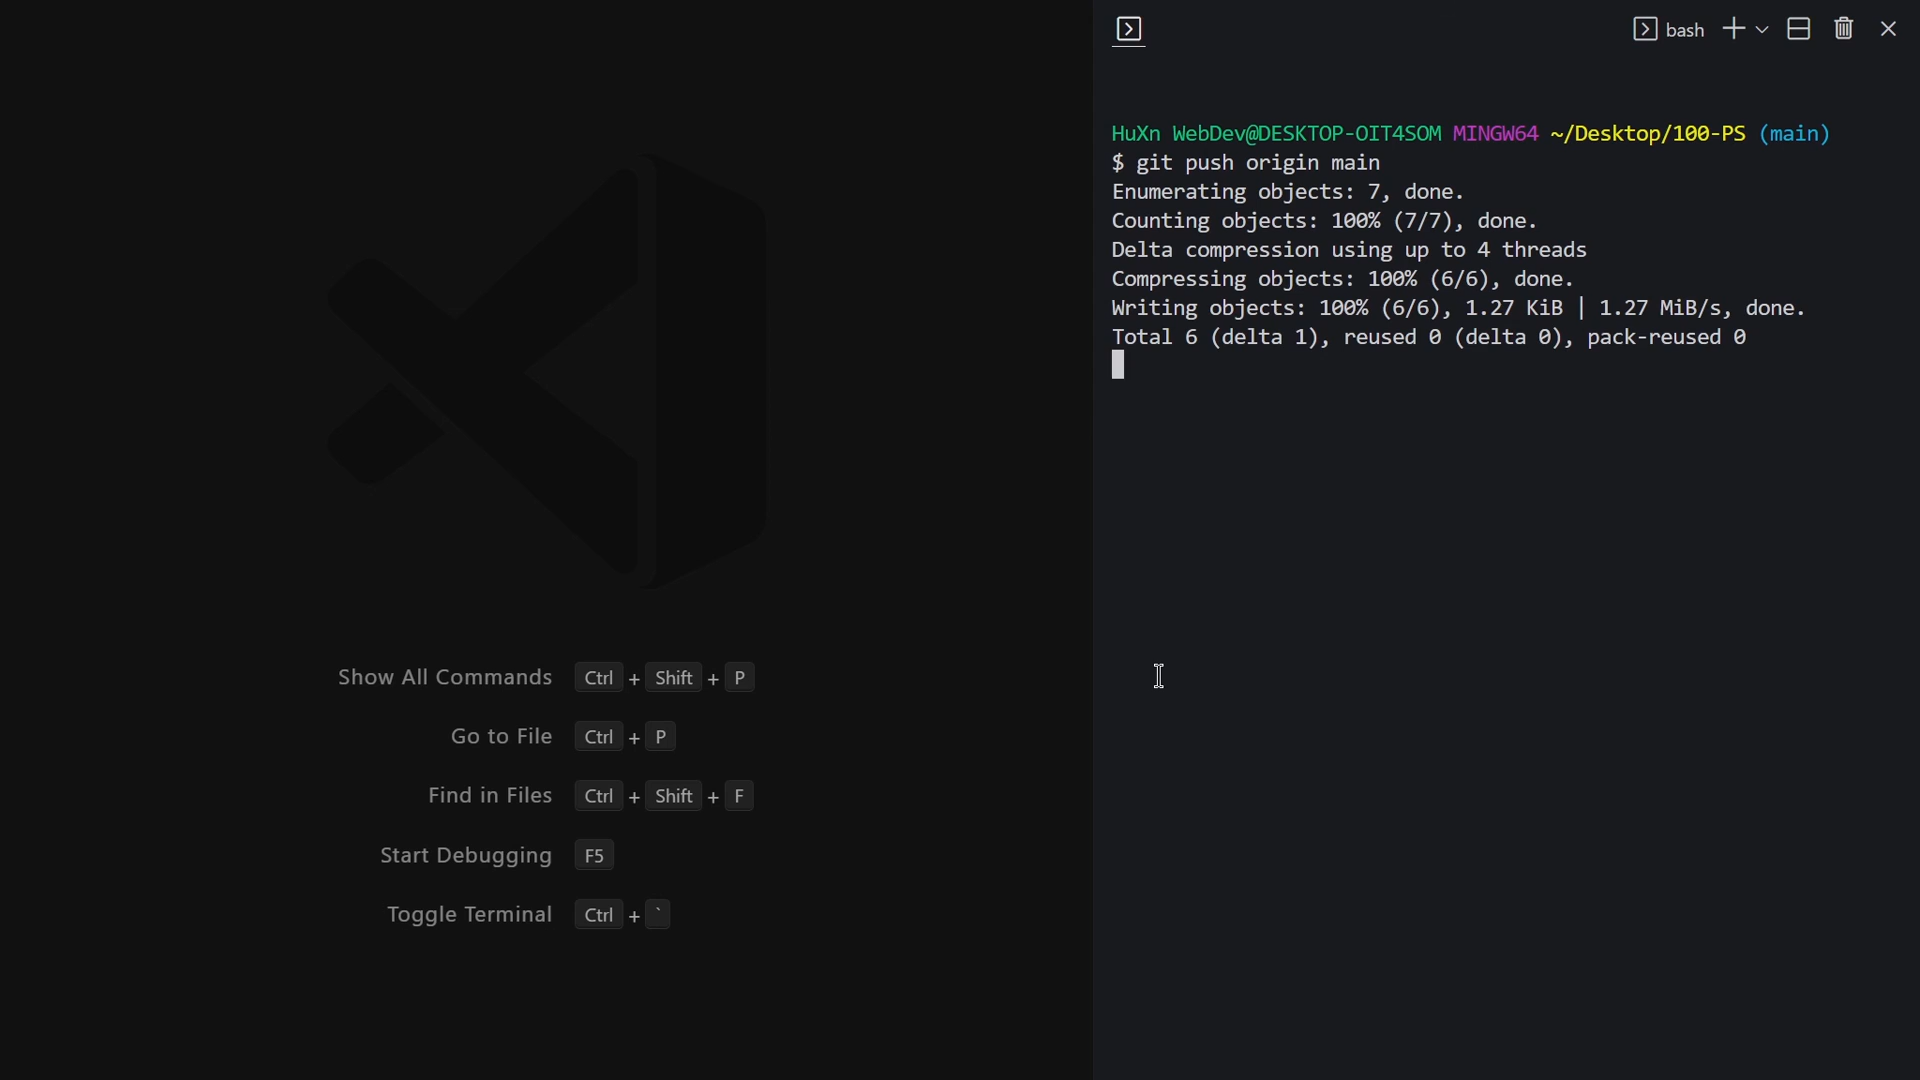 bash
HuXn WebDev@DESKTOP-OIT4SOM MINGW64 ~/Desktop/100-PS (main)
$ git push origin main
Enumerating objects: 7, done.
Counting objects: 100% (7/7), done.
Delta compression using up to 4 threads
Compressing objects: 100% (6/6), done.
Writing objects: 100% (6/6), 1.27 KiB | 1.27 MiB/s, done.
Total 6 (delta 1), reused 0 (delta 0), pack-reused 0
Show All Commands Ctrl + Shift + P
Go to File Ctrl + P
Find in Files Ctrl + Shift + F
Start Debugging F5
Toggle Terminal Ctrl + `